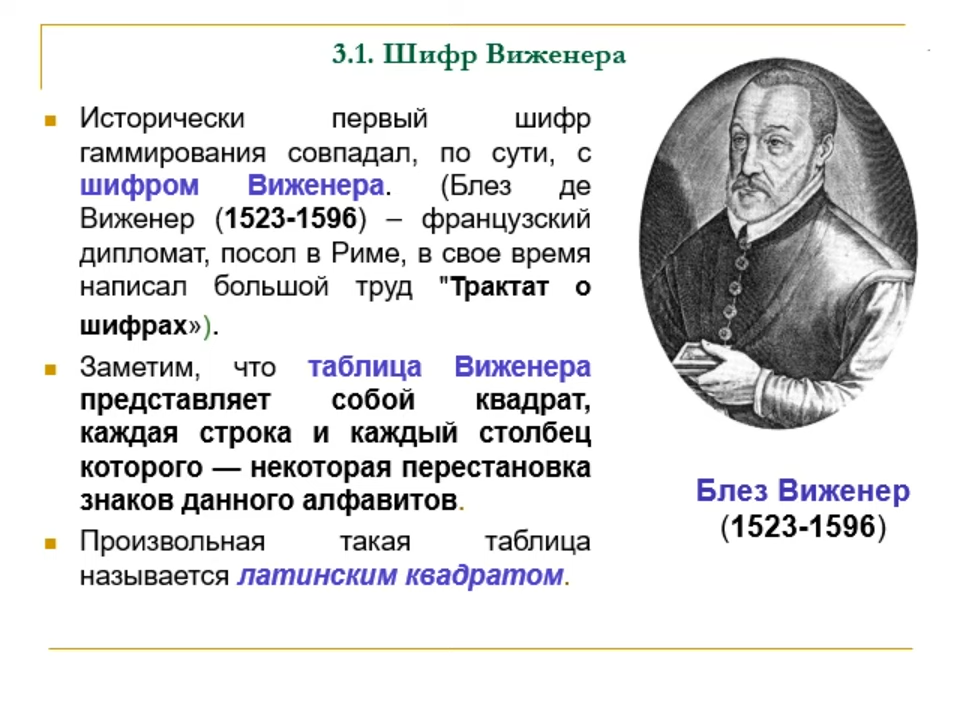 3.1. Шифр Виженера
Исторически первый шифр
гаммирования совпадал, по сути, с
шифром Виженера. (Блез де
Виженер (1523-1596) – французский
дипломат, посол в Риме, в свое время
написал большой труд "Трактат о
шифрах»).
Заметим, что таблица Виженера
представляет собой квадрат,
каждая строка и каждый столбец
которого — некоторая перестановка
знаков данного алфавитов.
Произвольная такая таблица
называется латинским квадратом.
Блез Виженер
(1523-1596)